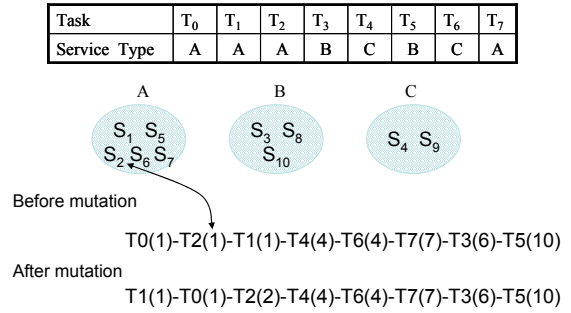 Task T₀ T₁ T₂ T₃ T₄ T₅ T₆ T₇
Service Type A A A B C B C A
A B C
S₁ S₅ S₃ S₈ S₄ S₉
S₂ S₆ S₇ S₁₀
Before mutation
T0(1)-T2(1)-T1(1)-T4(4)-T6(4)-T7(7)-T3(6)-T5(10)
After mutation
T1(1)-T0(1)-T2(2)-T4(4)-T6(4)-T7(7)-T3(6)-T5(10)